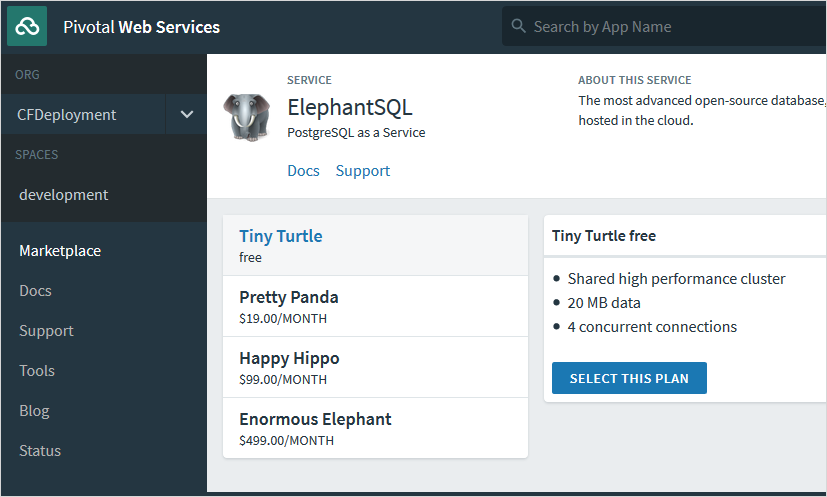 Pivotal Web Services
Search by App Name
ORG
CFDeployment
SPACES
development
Marketplace
Docs
Support
Tools
Blog
Status
SERVICE
ElephantSQL
PostgreSQL as a Service
Docs Support
ABOUT THIS SERVICE
The most advanced open-source database,
hosted in the cloud.
Tiny Turtle
free
Pretty Panda
$19.00/MONTH
Happy Hippo
$99.00/MONTH
Enormous Elephant
$499.00/MONTH
Tiny Turtle free
• Shared high performance cluster
• 20 MB data
• 4 concurrent connections
SELECT THIS PLAN